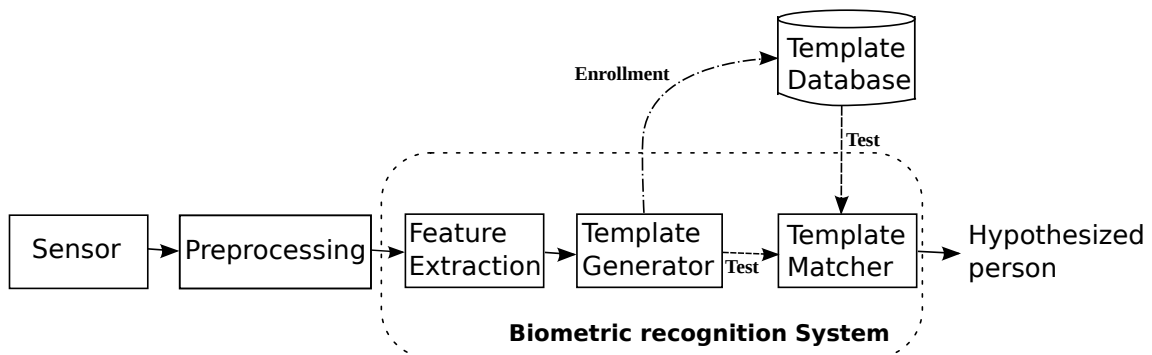 Template
Database
Enrollment
Test
Sensor
Preprocessing
Feature
Extraction
Template
Generator
Test
Template
Matcher
Hypothesized
person
Biometric recognition System